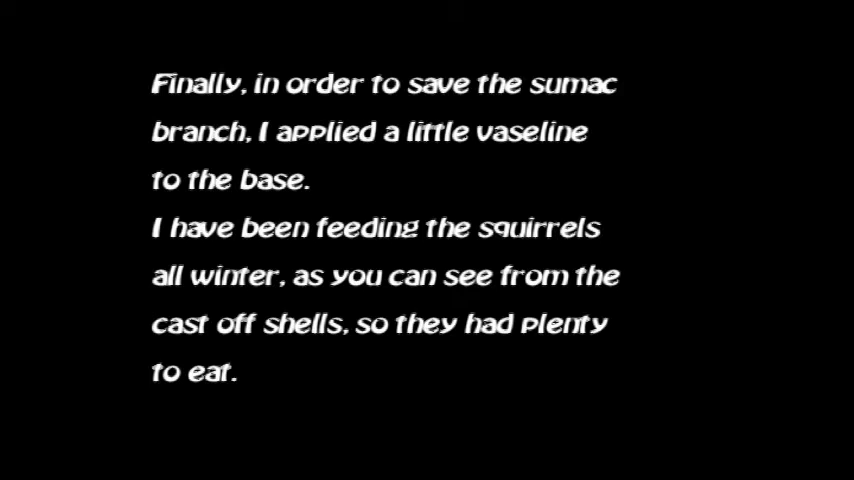 Finally, in order to save the sumac
branch, I applied a little vaseline
to the base.
I have been feeding the squirrels
all winter, as you can see from the
cast off shells, so they had plenty
to eat.